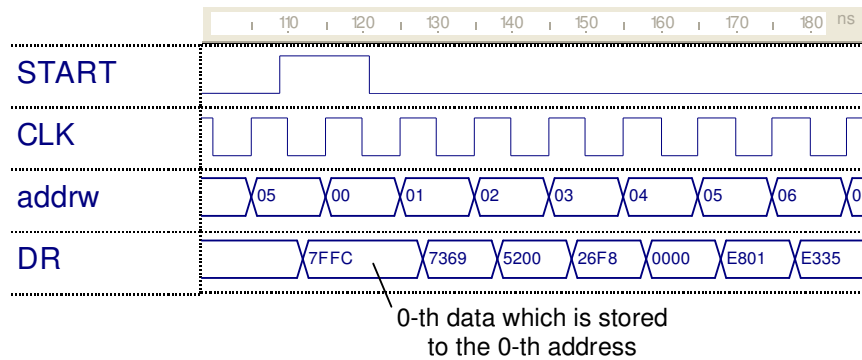 110 120 130 140 150 160 170 180 ns
START
CLK
addrw 05 00 01 02 03 04 05 06 0
DR 7FFC 7369 5200 26F8 0000 E801 E335
0-th data which is stored
to the 0-th address